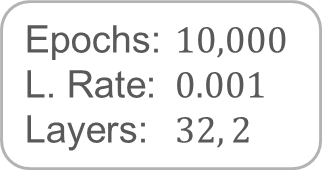 Epochs: 10,000
L. Rate: 0.001
Layers: 32, 2